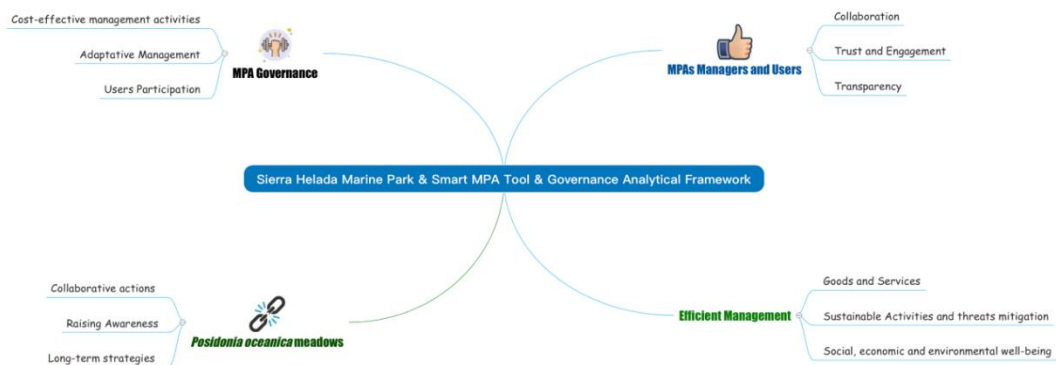 Cost-effective management activities
Adaptative Management
Users Participation
MPA Governance
Collaboration
Trust and Engagement
Transparency
MPAs Managers and Users
Sierra Helada Marine Park & Smart MPA Tool & Governance Analytical Framework
Collaborative actions
Raising Awareness
Long-term strategies
Posidonia oceanica meadows
Efficient Management
Goods and Services
Sustainable Activities and threats mitigation
Social, economic and environmental well-being